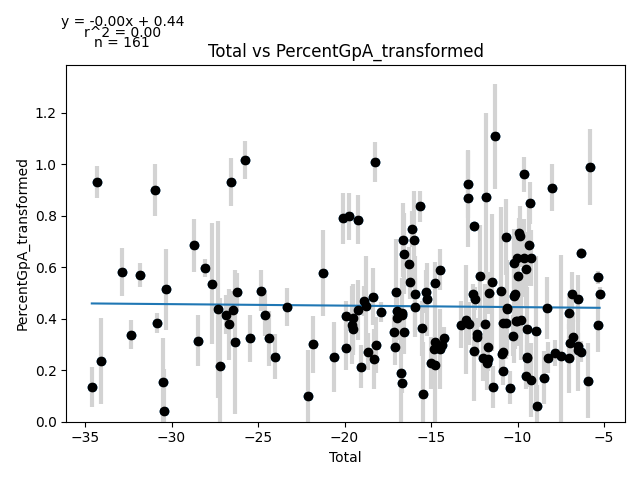 y = -0.00x + 0.44
r^2 = 0.00
n = 161
Total vs PercentGpA_transformed
PercentGpA_transformed
1.2
1.0
0.8
0.6
0.4
0.2
0.0
−35 −30 −25 −20 −15 −10 −5
Total